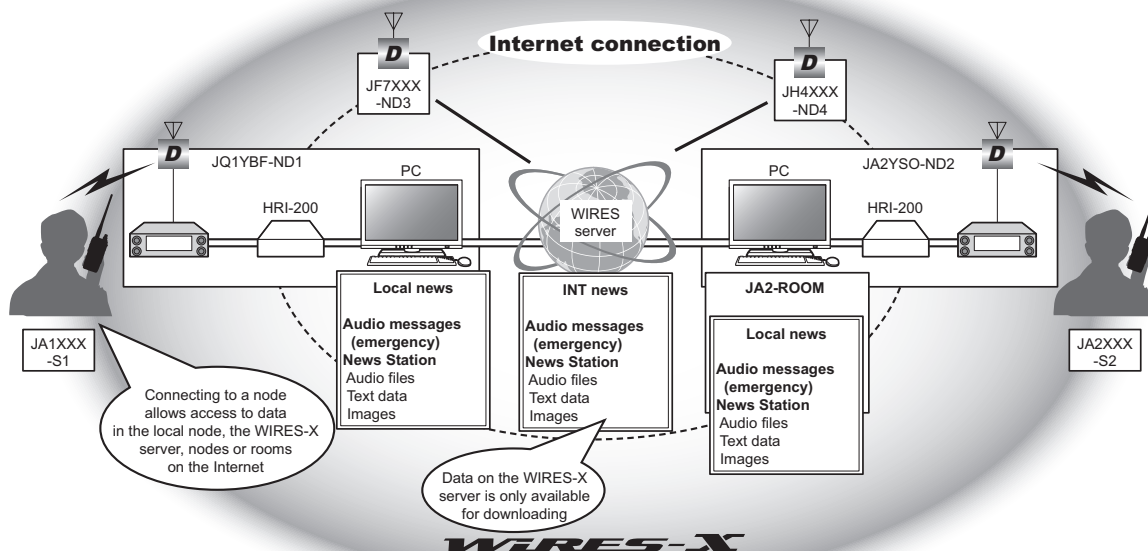 Internet connection
D
JF7XXX
-ND3
D
JH4XXX
-ND4
D
JQ1YBF-ND1
PC
HRI-200
WIRES
server
JA2YSO-ND2
D
PC
HRI-200
JA1XXX
-S1
JA2XXX
-S2
Local news
Audio messages
(emergency)
News Station
Audio files
Text data
Images
INT news
Audio messages
(emergency)
News Station
Audio files
Text data
Images
JA2-ROOM
Local news
Audio messages
(emergency)
News Station
Audio files
Text data
Images
Connecting to a node
allows access to data
in the local node, the WIRES-X
server, nodes or rooms
on the Internet
Data on the WIRES-X
server is only available
for downloading
WiRES-X